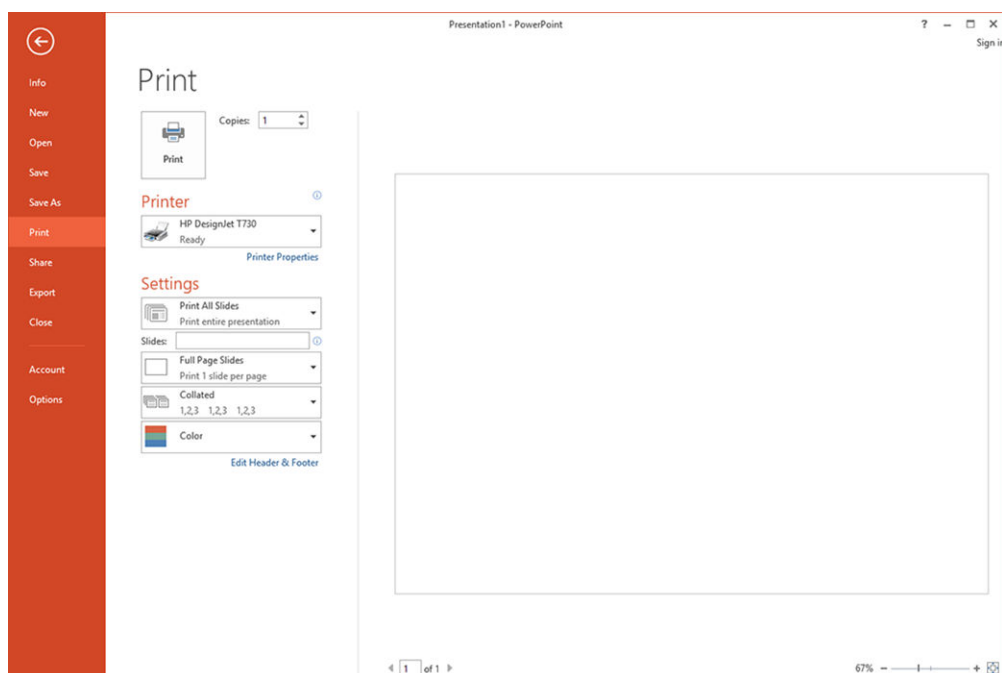 Presentation1 - PowerPoint
?
Sign in
Info
New
Open
Save
Save As
Print
Share
Export
Close
Account
Options
Print
Copies: 1
Print
Printer
HP DesignJet T730
Ready
Printer Properties
Settings
Print All Slides
Print entire presentation
Slides:
Full Page Slides
Print 1 slide per page
Collated
1,2,3 1,2,3 1,2,3
Color
Edit Header & Footer
1 of 1
67%